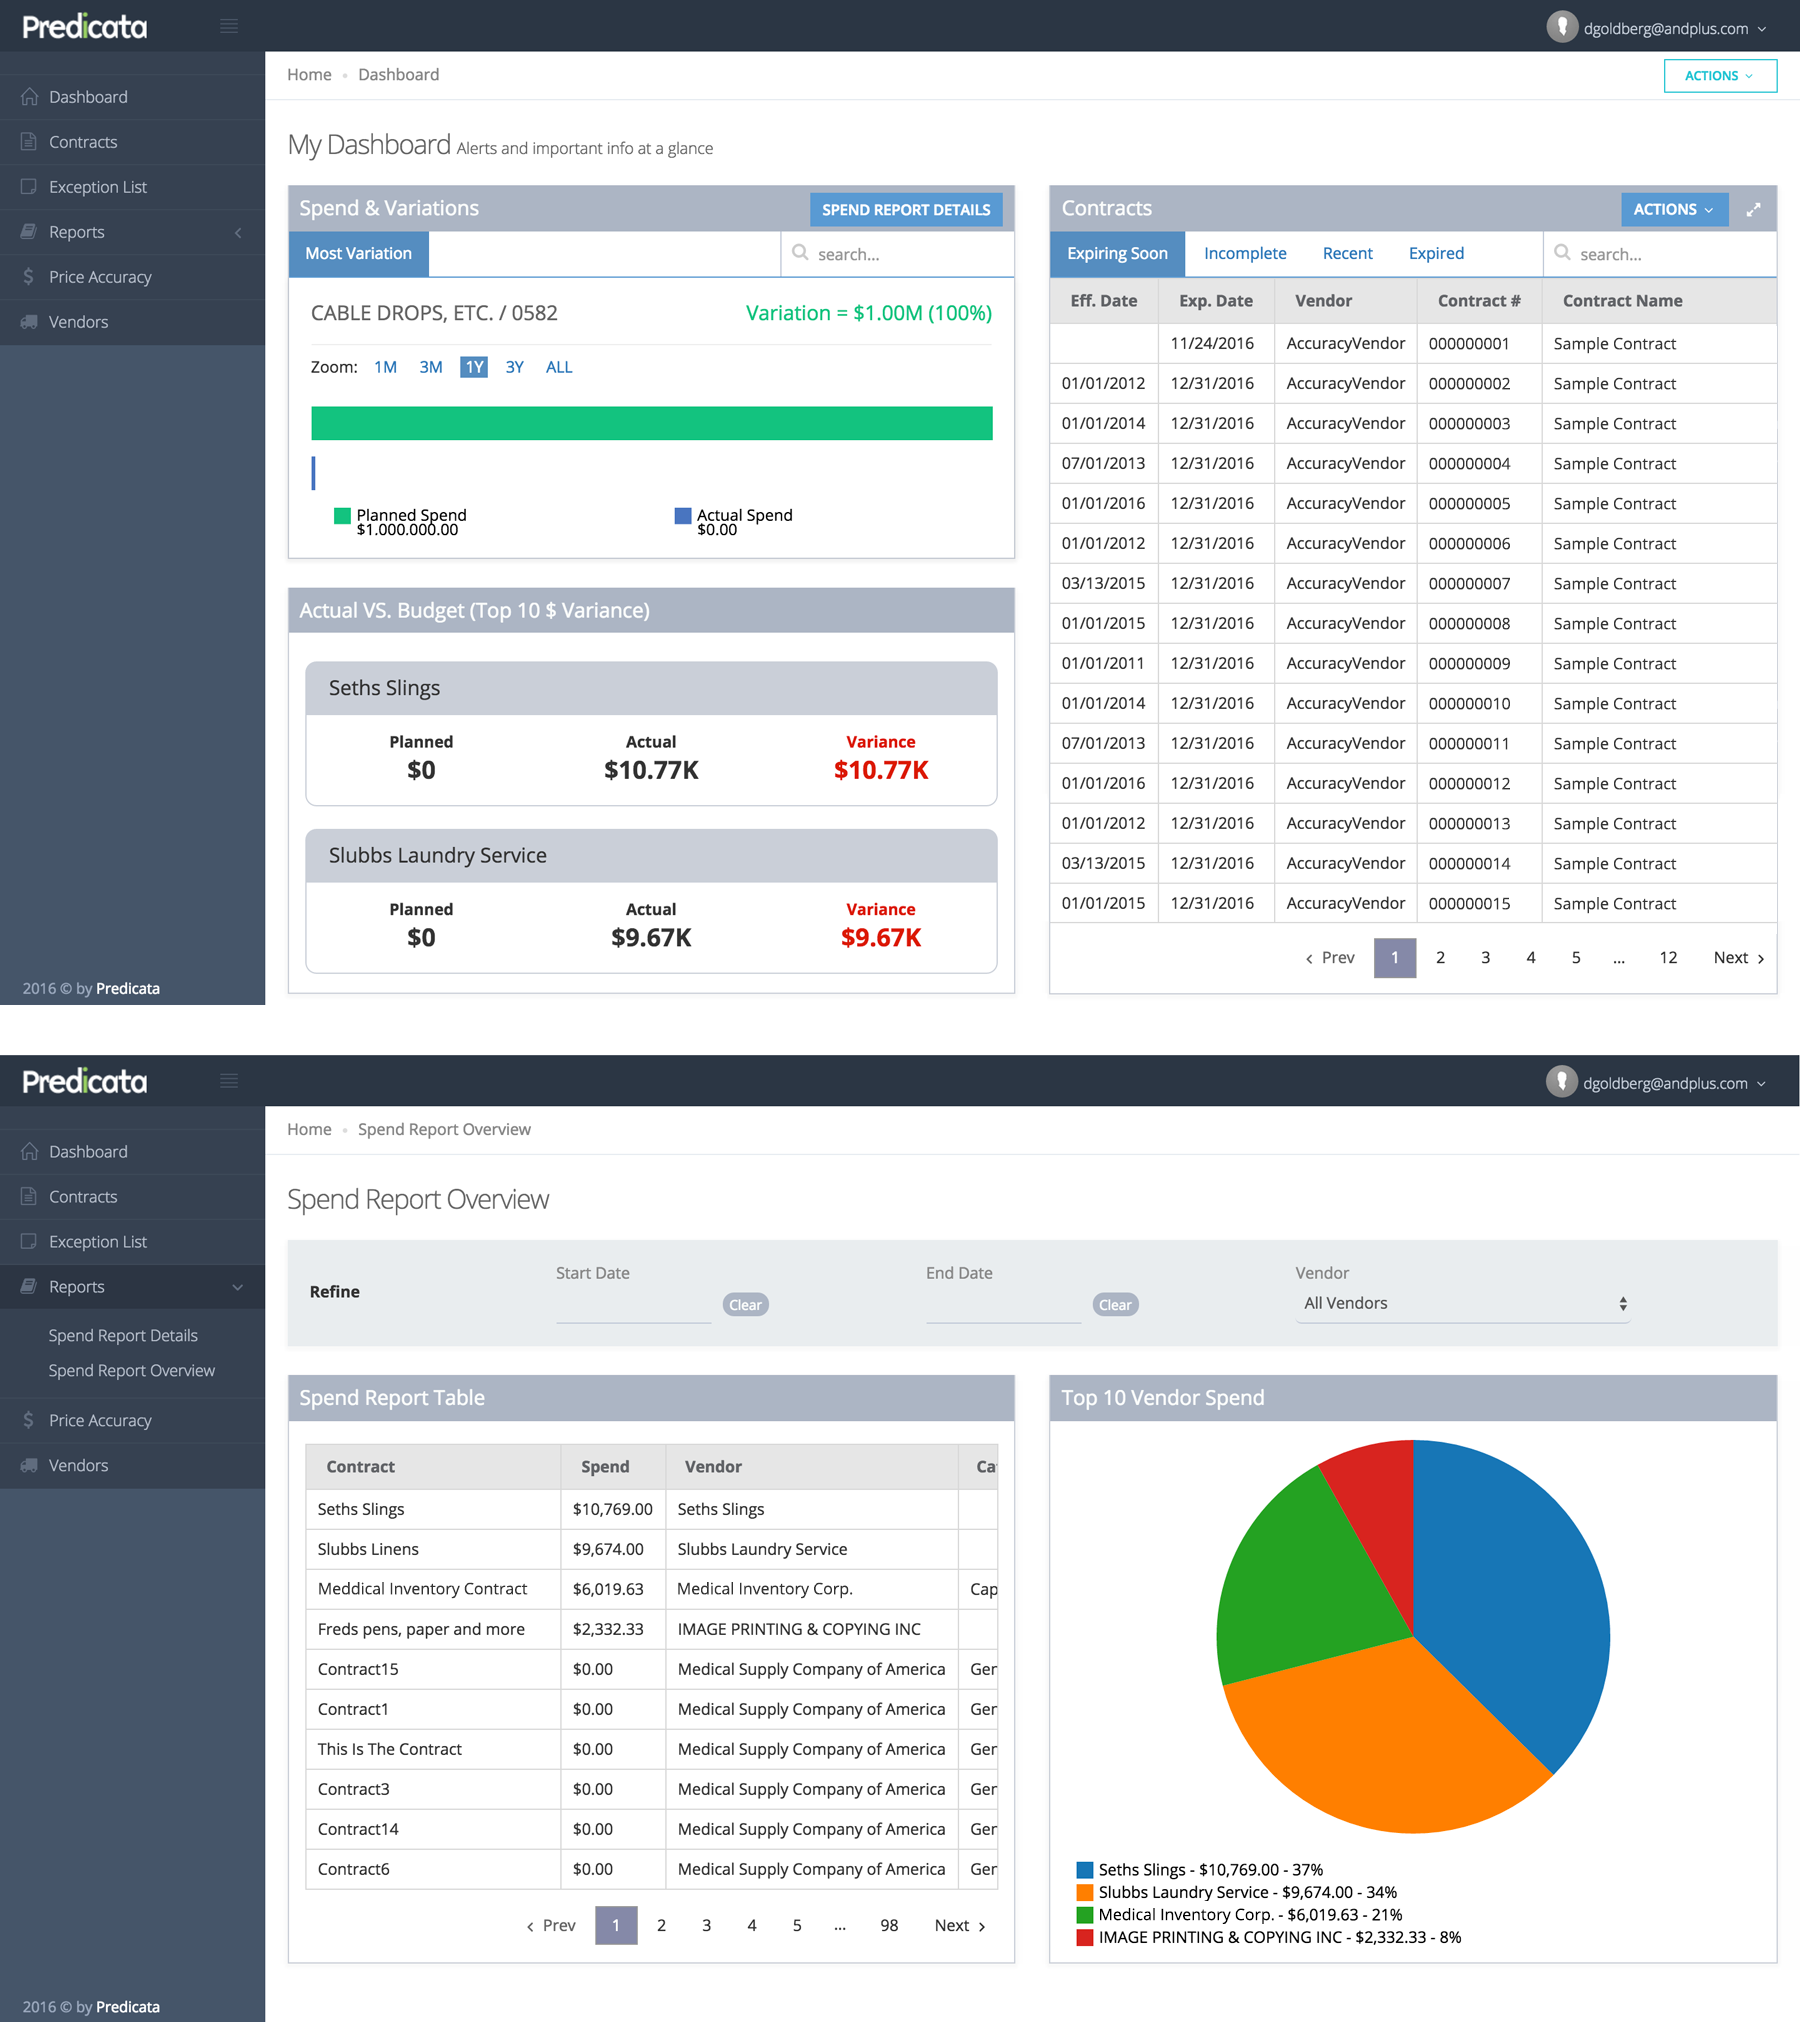 Predicata
dgoldberg@andplus.com
Dashboard
Contracts
Exception List
Reports
Price Accuracy
Vendors
2016 © by Predicata
Home Dashboard
ACTIONS
My Dashboard Alerts and important info at a glance
Spend & Variations SPEND REPORT DETAILS
Most Variation search...
CABLE DROPS, ETC. / 0582 Variation = $1.00M (100%)
Zoom: 1M 3M 1Y 3Y ALL
Planned Spend Actual Spend
$1.000.000.00 $0.00
Actual VS. Budget (Top 10 $ Variance)
Seths Slings
Planned Actual Variance
$0 $10.77K $10.77K
Slubbs Laundry Service
Planned Actual Variance
$0 $9.67K $9.67K
Contracts ACTIONS
Expiring Soon Incomplete Recent Expired search...
Eff. Date Exp. Date Vendor Contract # Contract Name
11/24/2016 AccuracyVendor 000000001 Sample Contract
01/01/2012 12/31/2016 AccuracyVendor 000000002 Sample Contract
01/01/2014 12/31/2016 AccuracyVendor 000000003 Sample Contract
07/01/2013 12/31/2016 AccuracyVendor 000000004 Sample Contract
01/01/2016 12/31/2016 AccuracyVendor 000000005 Sample Contract
01/01/2012 12/31/2016 AccuracyVendor 000000006 Sample Contract
03/13/2015 12/31/2016 AccuracyVendor 000000007 Sample Contract
01/01/2015 12/31/2016 AccuracyVendor 000000008 Sample Contract
01/01/2011 12/31/2016 AccuracyVendor 000000009 Sample Contract
01/01/2014 12/31/2016 AccuracyVendor 000000010 Sample Contract
07/01/2013 12/31/2016 AccuracyVendor 000000011 Sample Contract
01/01/2016 12/31/2016 AccuracyVendor 000000012 Sample Contract
01/01/2012 12/31/2016 AccuracyVendor 000000013 Sample Contract
03/13/2015 12/31/2016 AccuracyVendor 000000014 Sample Contract
01/01/2015 12/31/2016 AccuracyVendor 000000015 Sample Contract
‹ Prev 1 2 3 4 5 ... 12 Next ›
Predicata
dgoldberg@andplus.com
Dashboard
Contracts
Exception List
Reports
Spend Report Details
Spend Report Overview
Price Accuracy
Vendors
2016 © by Predicata
Home Spend Report Overview
Spend Report Overview
Refine
Start Date
Clear
End Date
Clear
Vendor
All Vendors
Spend Report Table
Contract Spend Vendor Ca
Seths Slings $10,769.00 Seths Slings
Slubbs Linens $9,674.00 Slubbs Laundry Service
Meddical Inventory Contract $6,019.63 Medical Inventory Corp. Cap
Freds pens, paper and more $2,332.33 IMAGE PRINTING & COPYING INC
Contract15 $0.00 Medical Supply Company of America Ger
Contract1 $0.00 Medical Supply Company of America Ger
This Is The Contract $0.00 Medical Supply Company of America Ger
Contract3 $0.00 Medical Supply Company of America Ger
Contract14 $0.00 Medical Supply Company of America Ger
Contract6 $0.00 Medical Supply Company of America Ger
‹ Prev 1 2 3 4 5 ... 98 Next ›
Top 10 Vendor Spend
Seths Slings - $10,769.00 - 37%
Slubbs Laundry Service - $9,674.00 - 34%
Medical Inventory Corp. - $6,019.63 - 21%
IMAGE PRINTING & COPYING INC - $2,332.33 - 8%